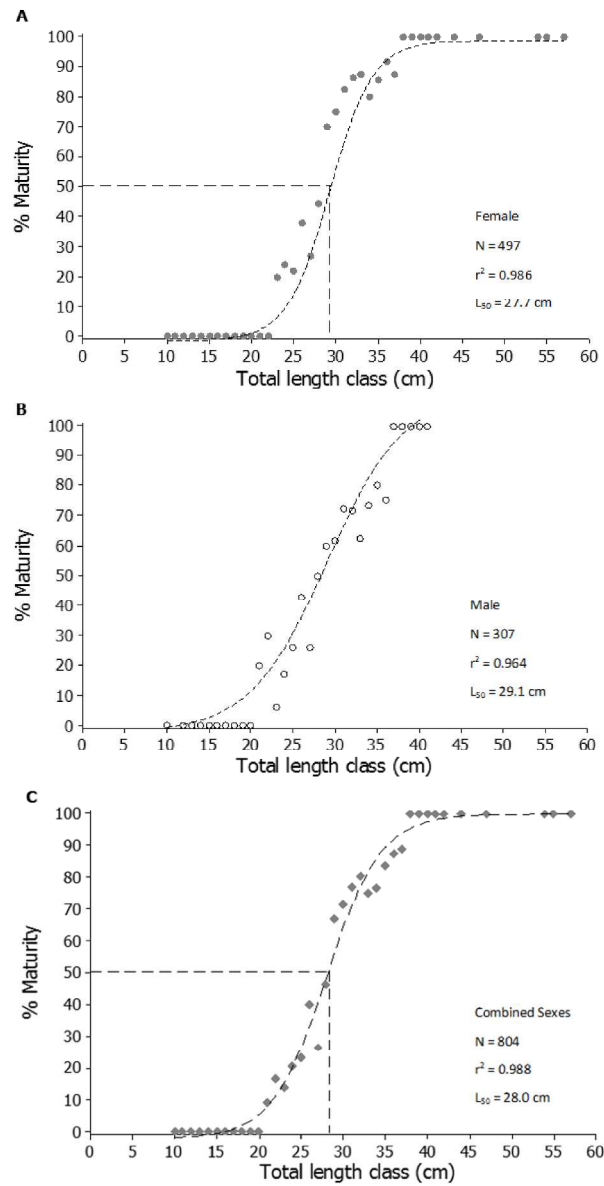 A
100
90
80
70
60
50
40
30
20
10
0
% Maturity
Female
N = 497
r² = 0.986
L₅₀ = 27.7 cm
0 5 10 15 20 25 30 35 40 45 50 55 60
Total length class (cm)
B
100
90
80
70
60
50
40
30
20
10
0
% Maturity
Male
N = 307
r² = 0.964
L₅₀ = 29.1 cm
0 5 10 15 20 25 30 35 40 45 50 55 60
Total length class (cm)
C
100
90
80
70
60
50
40
30
20
10
0
% Maturity
Combined Sexes
N = 804
r² = 0.988
L₅₀ = 28.0 cm
0 5 10 15 20 25 30 35 40 45 50 55 60
Total length class (cm)